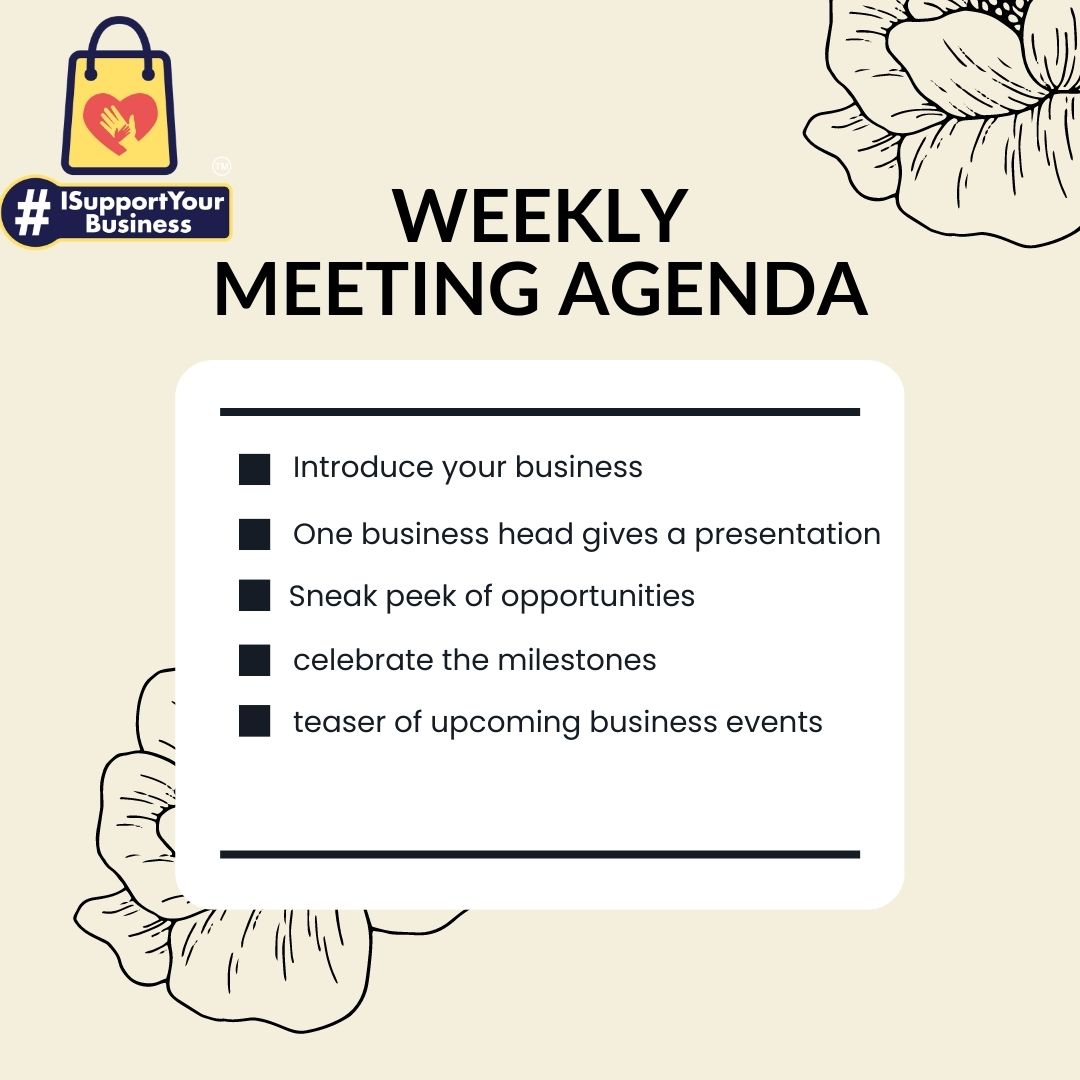 TM
# ISupportYour
Business
WEEKLY
MEETING AGENDA
Introduce your business
One business head gives a presentation
Sneak peek of opportunities
celebrate the milestones
teaser of upcoming business events